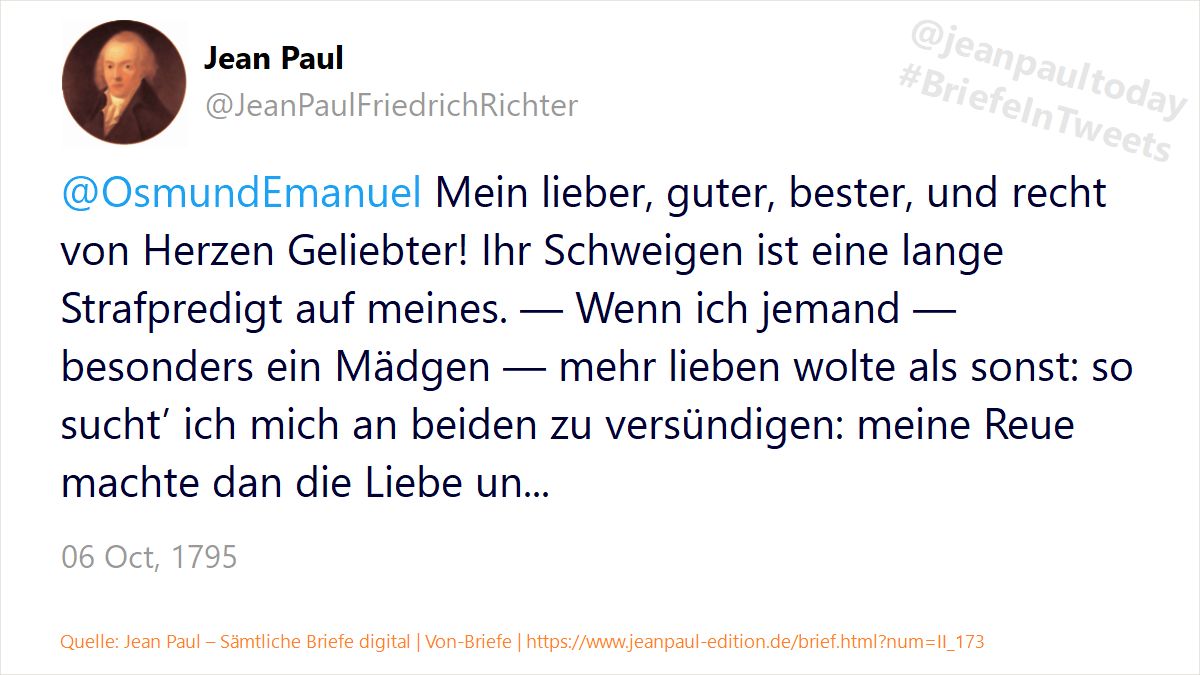 @jeanpaultoday
#BriefeInTweets
Jean Paul
@JeanPaulFriedrichRichter
@OsmundEmanuel Mein lieber, guter, bester, und recht
von Herzen Geliebter! Ihr Schweigen ist eine lange
Strafpredigt auf meines. — Wenn ich jemand —
besonders ein Mädgen — mehr lieben wolte als sonst: so
sucht’ ich mich an beiden zu versündigen: meine Reue
machte dan die Liebe un...
06 Oct, 1795
Quelle: Jean Paul – Sämtliche Briefe digital | Von-Briefe | https://www.jeanpaul-edition.de/brief.html?num=II_173